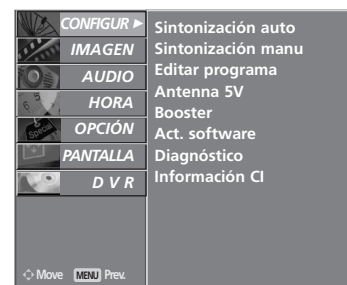 CONFIGUR ►
IMAGEN
AUDIO
HORA
OPCIÓN
PANTALLA
D V R
Sintonización auto
Sintonización manu
Editar programa
Antenna 5V
Booster
Act. software
Diagnóstico
Información CI
Special
Move MENU Prev.